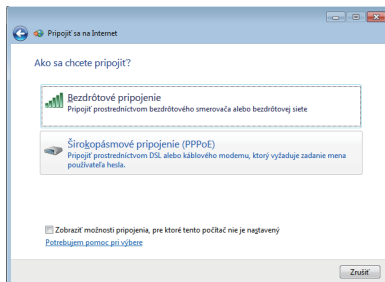 Pripojiť sa na Internet
Ako sa chcete pripojiť?
Bezdrôtové pripojenie
Pripojiť prostredníctvom bezdrôtového smerovača alebo bezdrôtovej siete
Širokopásmové pripojenie (PPPoE)
Pripojiť prostredníctvom DSL alebo káblového modemu, ktorý vyžaduje zadanie mena
používateľa hesla.
Zobraziť možnosti pripojenia, pre ktoré tento počítač nie je nastavený
Potrebujem pomoc pri výbere
Zrušiť